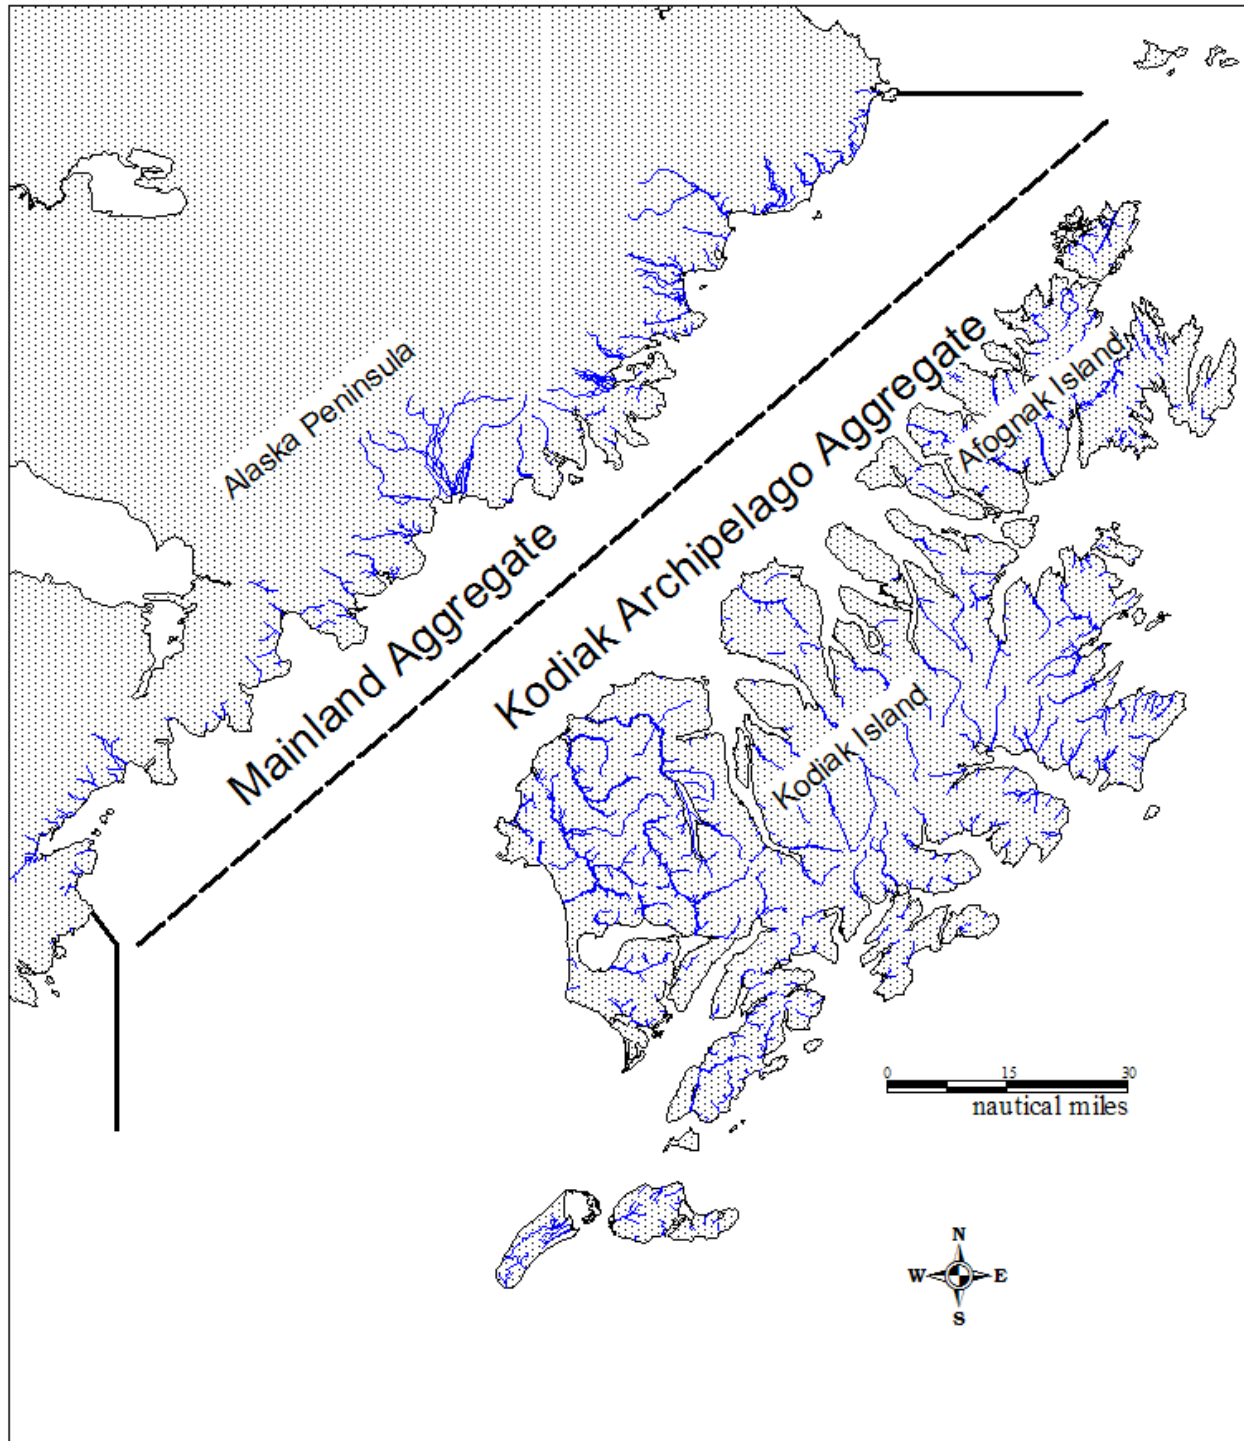 Alaska Peninsula
Mainland Aggregate
Kodiak Archipelago Aggregate
Afognak Island
Kodiak Island
0 15 30
nautical miles
N
W E
S